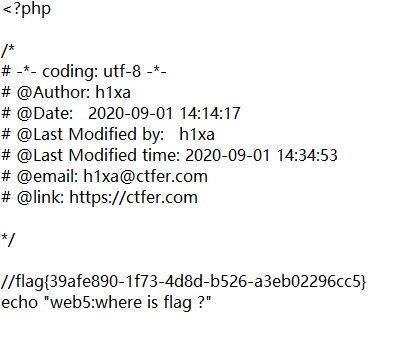 <?php
/*
# -*- coding: utf-8 -*-
# @Author: h1xa
# @Date:   2020-09-01 14:14:17
# @Last Modified by:   h1xa
# @Last Modified time: 2020-09-01 14:34:53
# @email: h1xa@ctfer.com
# @link: https://ctfer.com
*/
//flag{39afe890-1f73-4d8d-b526-a3eb02296cc5}
echo "web5:where is flag ?"